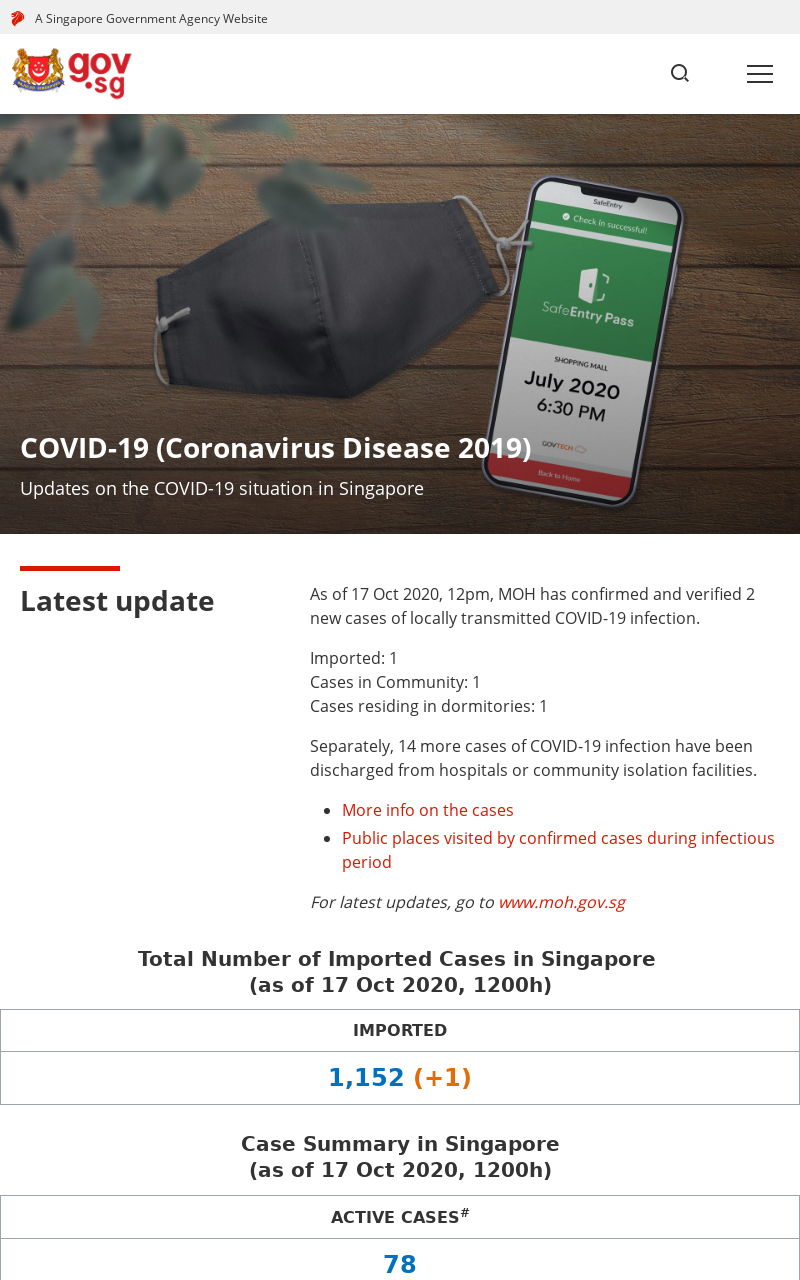 A Singapore Government Agency Website
gov
.sg
SafeEntry
Check in successful!
SafeEntry Pass
SHOPPING MALL
July 2020
6:30 PM
GOVTECH
Back to Home
COVID-19 (Coronavirus Disease 2019)
Updates on the COVID-19 situation in Singapore
Latest update
As of 17 Oct 2020, 12pm, MOH has confirmed and verified 2
new cases of locally transmitted COVID-19 infection.
Imported: 1
Cases in Community: 1
Cases residing in dormitories: 1
Separately, 14 more cases of COVID-19 infection have been
discharged from hospitals or community isolation facilities.
More info on the cases
Public places visited by confirmed cases during infectious
period
For latest updates, go to www.moh.gov.sg
Total Number of Imported Cases in Singapore
(as of 17 Oct 2020, 1200h)
IMPORTED
1,152 (+1)
Case Summary in Singapore
(as of 17 Oct 2020, 1200h)
ACTIVE CASES#
78